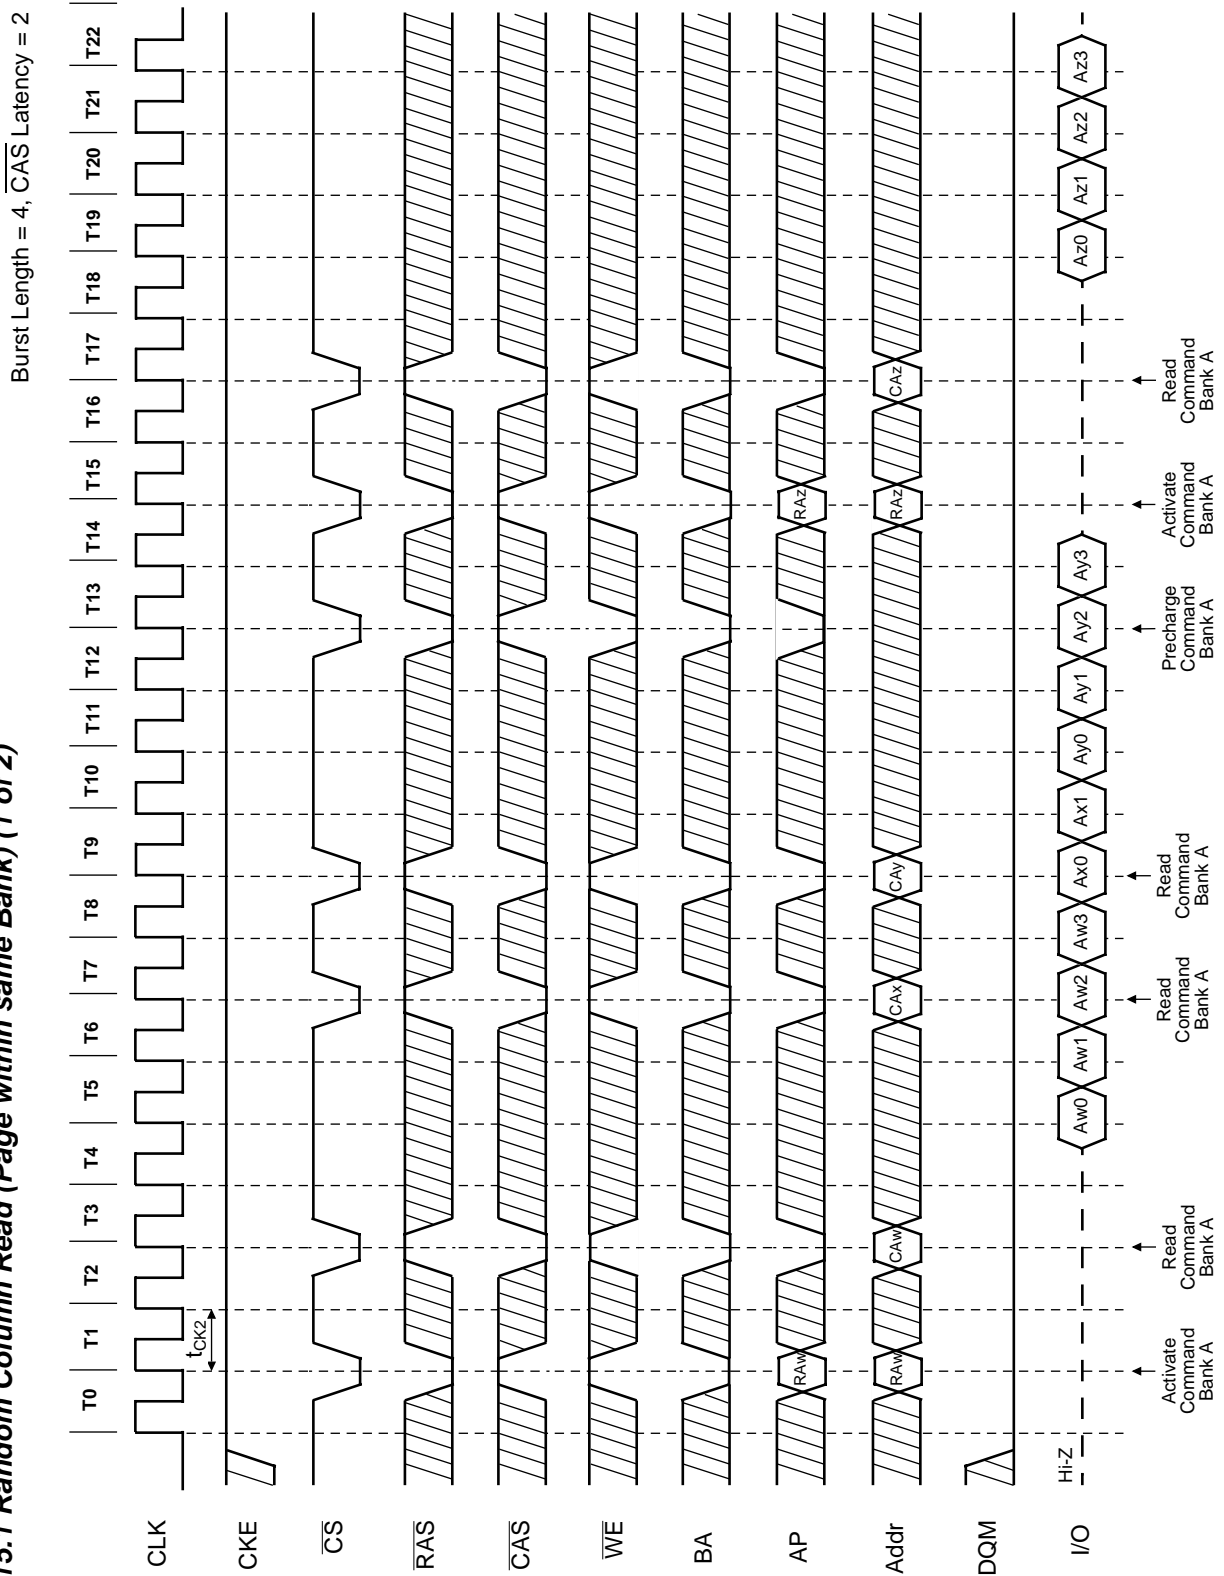 15.1 Random Column Read (Page within same Bank) (1 of 2)
Burst Length = 4, CAS Latency = 2
T0 T1 T2 T3 T4 T5 T6 T7 T8 T9 T10 T11 T12 T13 T14 T15 T16 T17 T18 T19 T20 T21 T22
CLK
tCK2
CKE
CS
RAS
CAS
WE
BA
AP
RAw RAz
Addr
RAw CAw CAx CAy RAz CAz
DQM
I/O
Hi-Z
Aw0 Aw1 Aw2 Aw3 Ax0 Ax1 Ay0 Ay1 Ay2 Ay3 Az0 Az1 Az2 Az3
Activate
Command
Bank A
Read
Command
Bank A
Read
Command
Bank A
Read
Command
Bank A
Precharge
Command
Bank A
Activate
Command
Bank A
Read
Command
Bank A